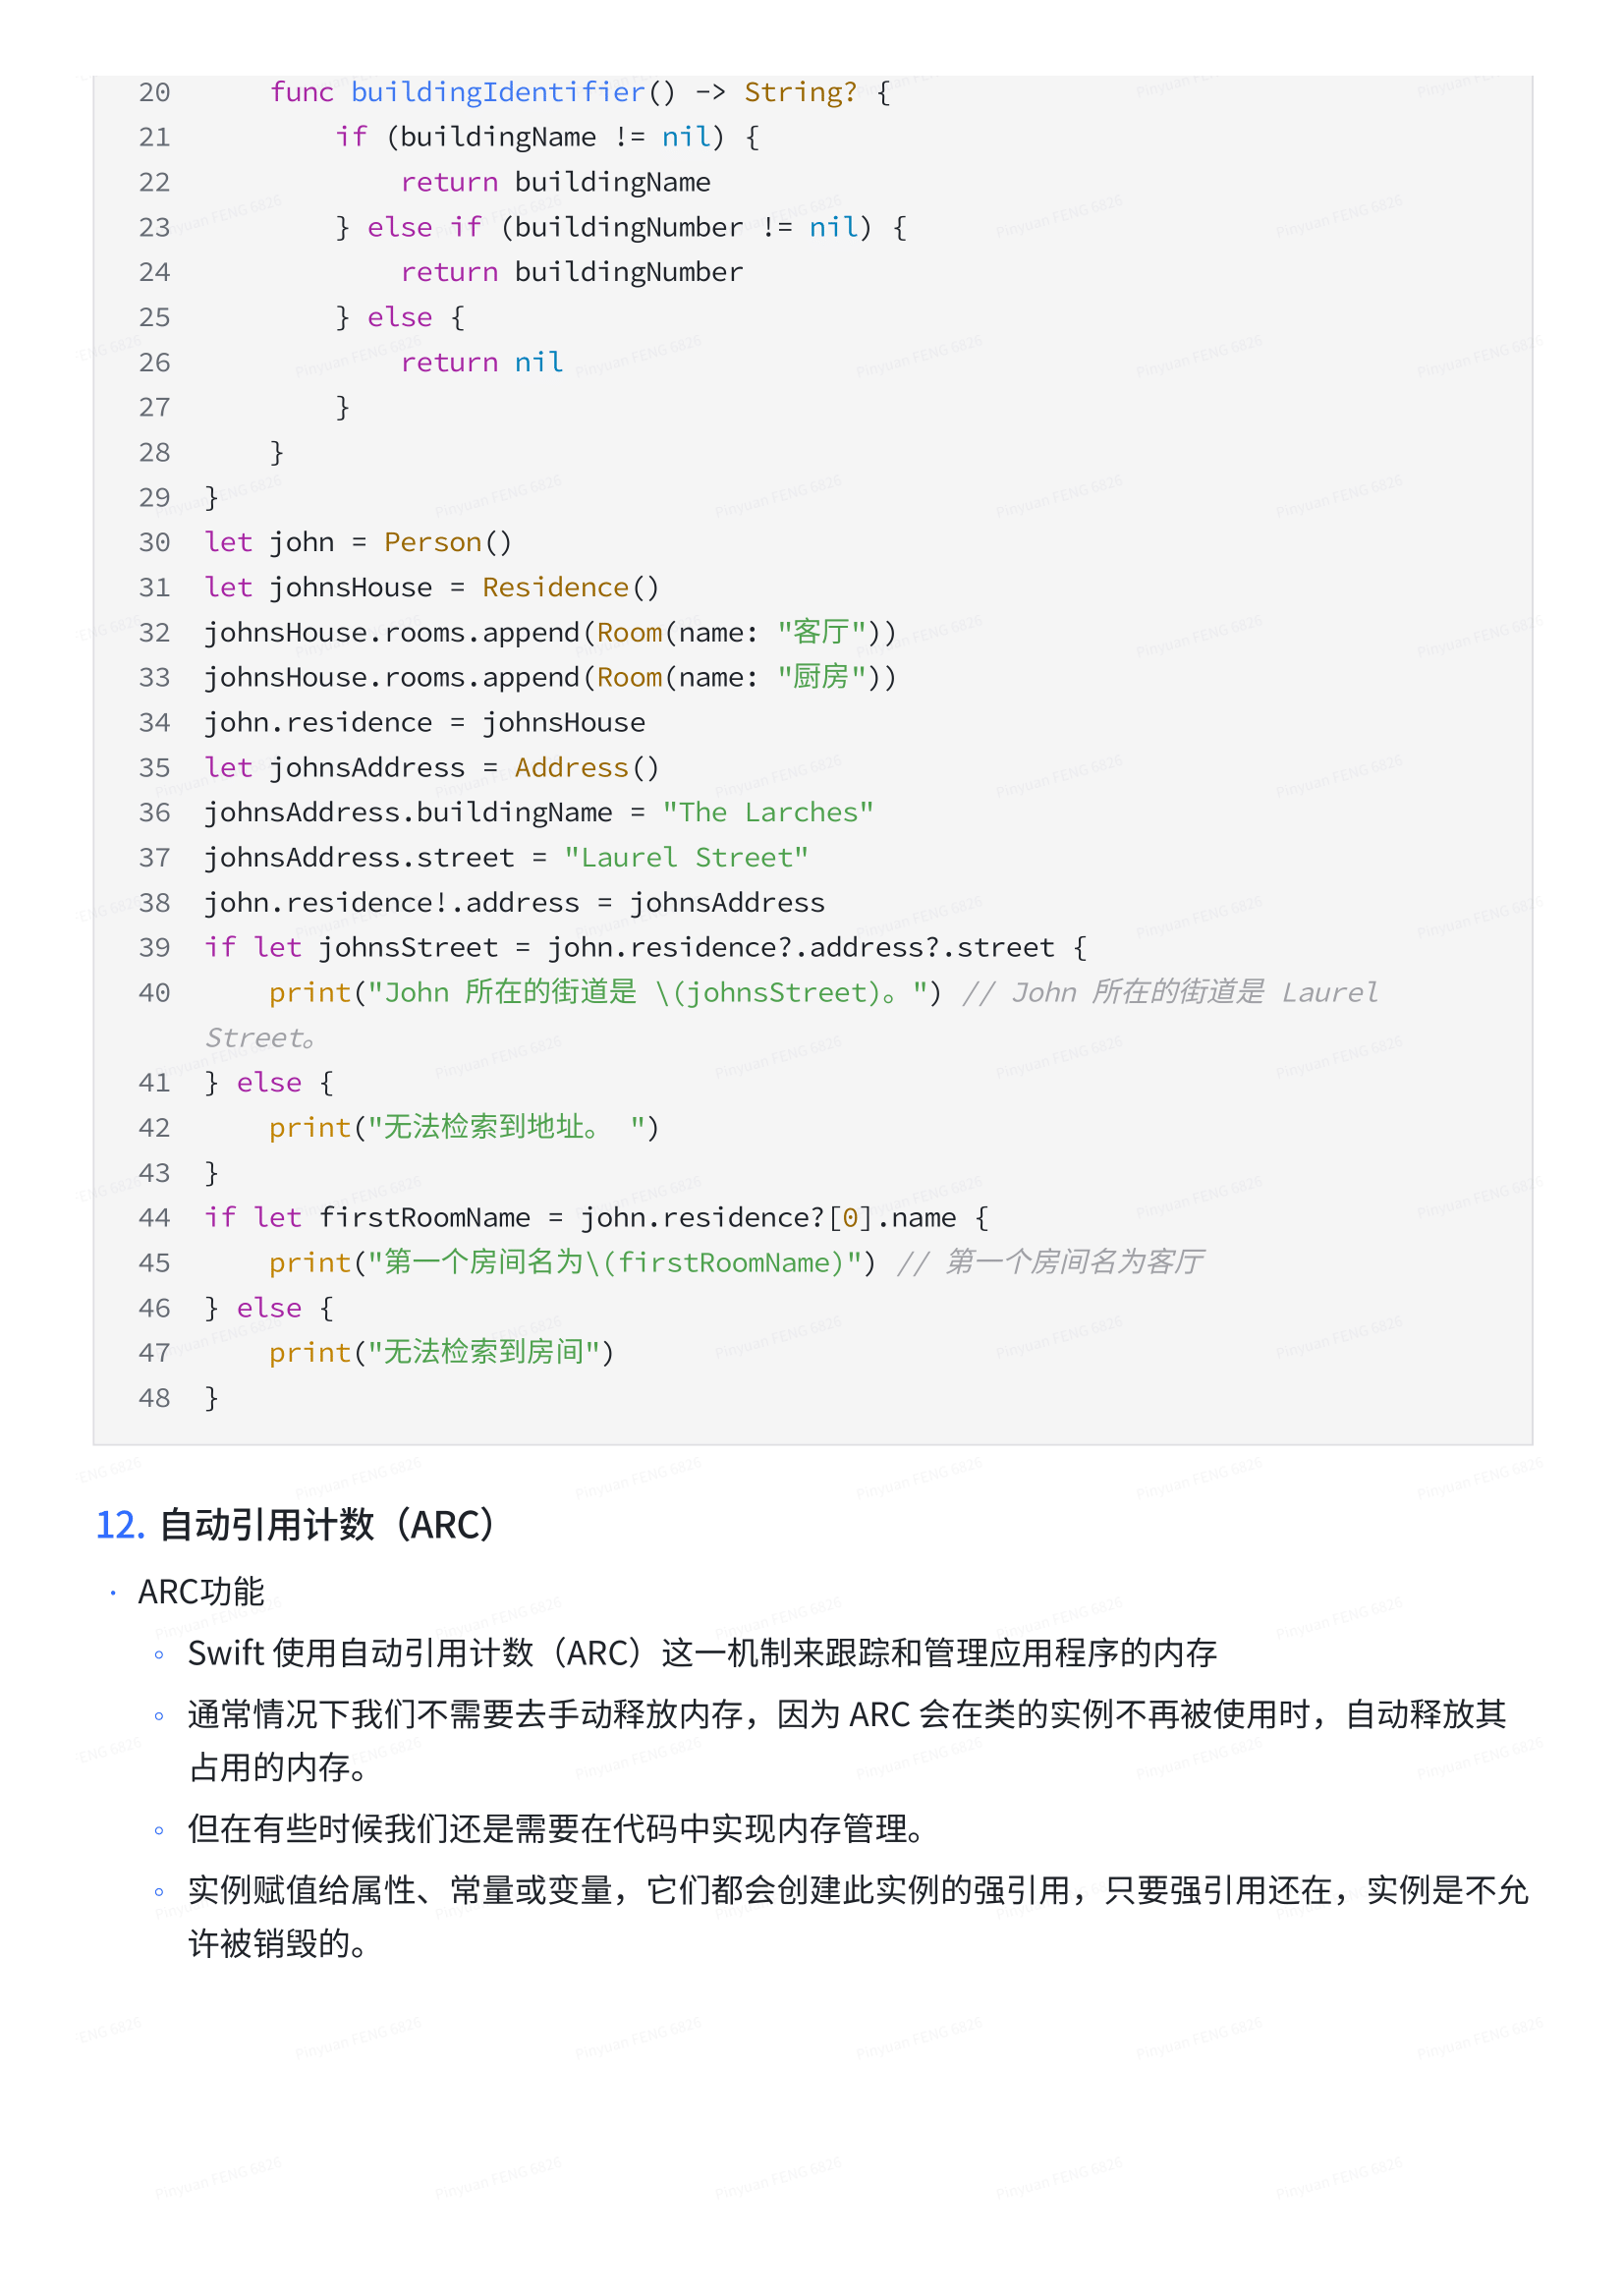 20      func buildingIdentifier() -> String? {
21          if (buildingName != nil) {
22              return buildingName
23          } else if (buildingNumber != nil) {
24              return buildingNumber
25          } else {
26              return nil
27          }
28      }
29  }
30  let john = Person()
31  let johnsHouse = Residence()
32  johnsHouse.rooms.append(Room(name: "客厅"))
33  johnsHouse.rooms.append(Room(name: "厨房"))
34  john.residence = johnsHouse
35  let johnsAddress = Address()
36  johnsAddress.buildingName = "The Larches"
37  johnsAddress.street = "Laurel Street"
38  john.residence!.address = johnsAddress
39  if let johnsStreet = john.residence?.address?.street {
40      print("John 所在的街道是 \(johnsStreet)。") // John 所在的街道是 Laurel
Street。
41  } else {
42      print("无法检索到地址。 ")
43  }
44  if let firstRoomName = john.residence?[0].name {
45      print("第一个房间名为\(firstRoomName)") // 第一个房间名为客厅
46  } else {
47      print("无法检索到房间")
48  }
12. 自动引用计数（ARC）
• ARC功能
◦ Swift 使用自动引用计数（ARC）这一机制来跟踪和管理应用程序的内存
◦ 通常情况下我们不需要去手动释放内存，因为 ARC 会在类的实例不再被使用时，自动释放其
占用的内存。
◦ 但在有些时候我们还是需要在代码中实现内存管理。
◦ 实例赋值给属性、常量或变量，它们都会创建此实例的强引用，只要强引用还在，实例是不允
许被销毁的。
Pinyuan FENG 6826